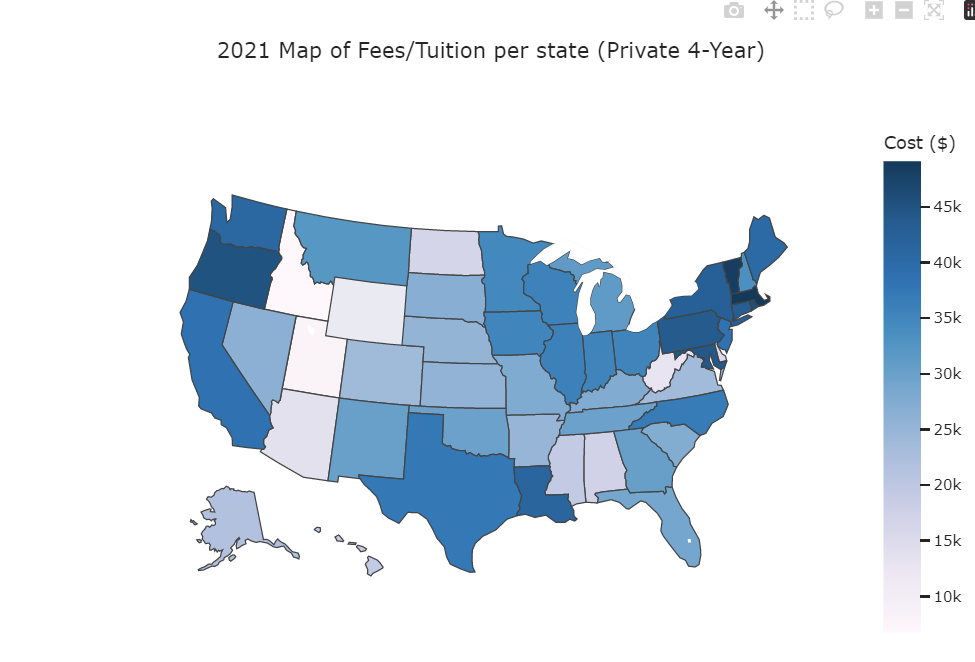 2021 Map of Fees/Tuition per state (Private 4-Year)
Cost ($)
45k
40k
35k
30k
25k
20k
15k
10k